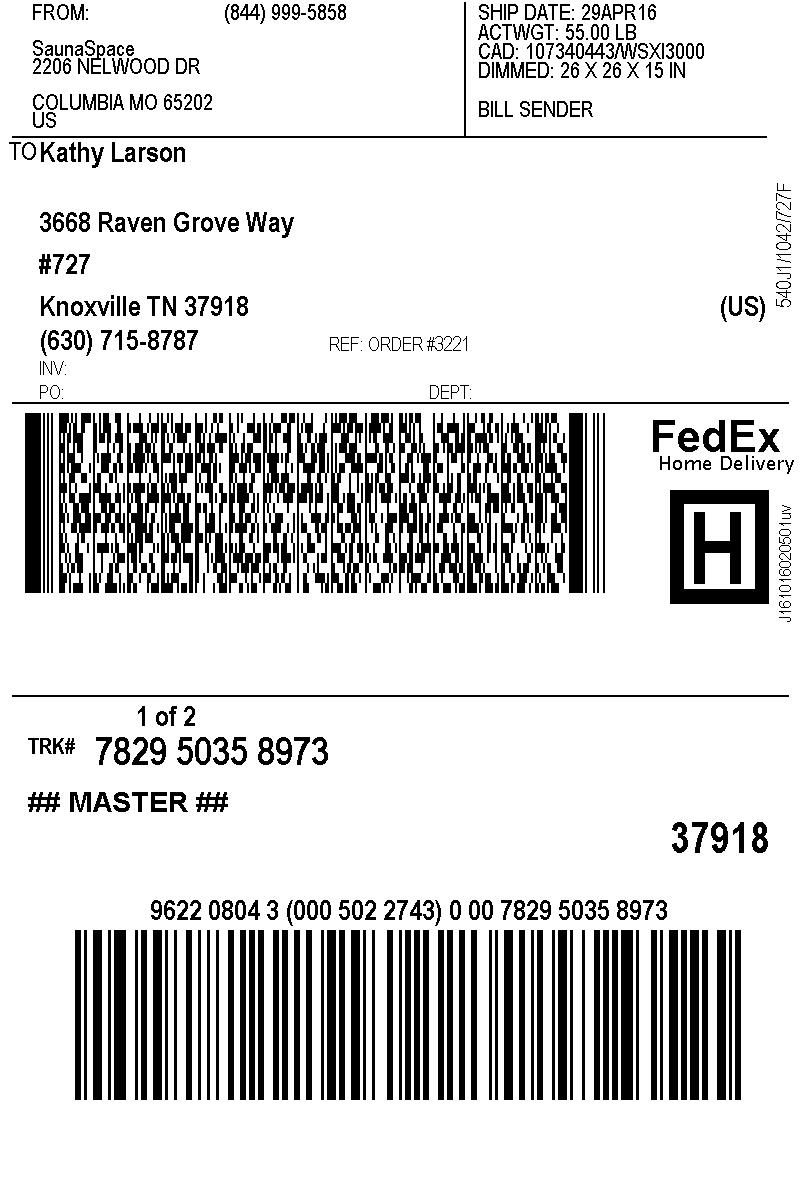 FROM: (844) 999-5858
SaunaSpace
2206 NELWOOD DR
COLUMBIA MO 65202
US
SHIP DATE: 29APR16
ACTWGT: 55.00 LB
CAD: 107340443/WSXI3000
DIMMED: 26 X 26 X 15 IN
BILL SENDER
TO Kathy Larson
3668 Raven Grove Way
#727
Knoxville TN 37918 (US)
(630) 715-8787 REF: ORDER #3221
INV:
PO: DEPT:
540J1/1042/727F
FedEx
Home Delivery
H
J161016020501uv
1 of 2
TRK# 7829 5035 8973
## MASTER ##
37918
9622 0804 3 (000 502 2743) 0 00 7829 5035 8973